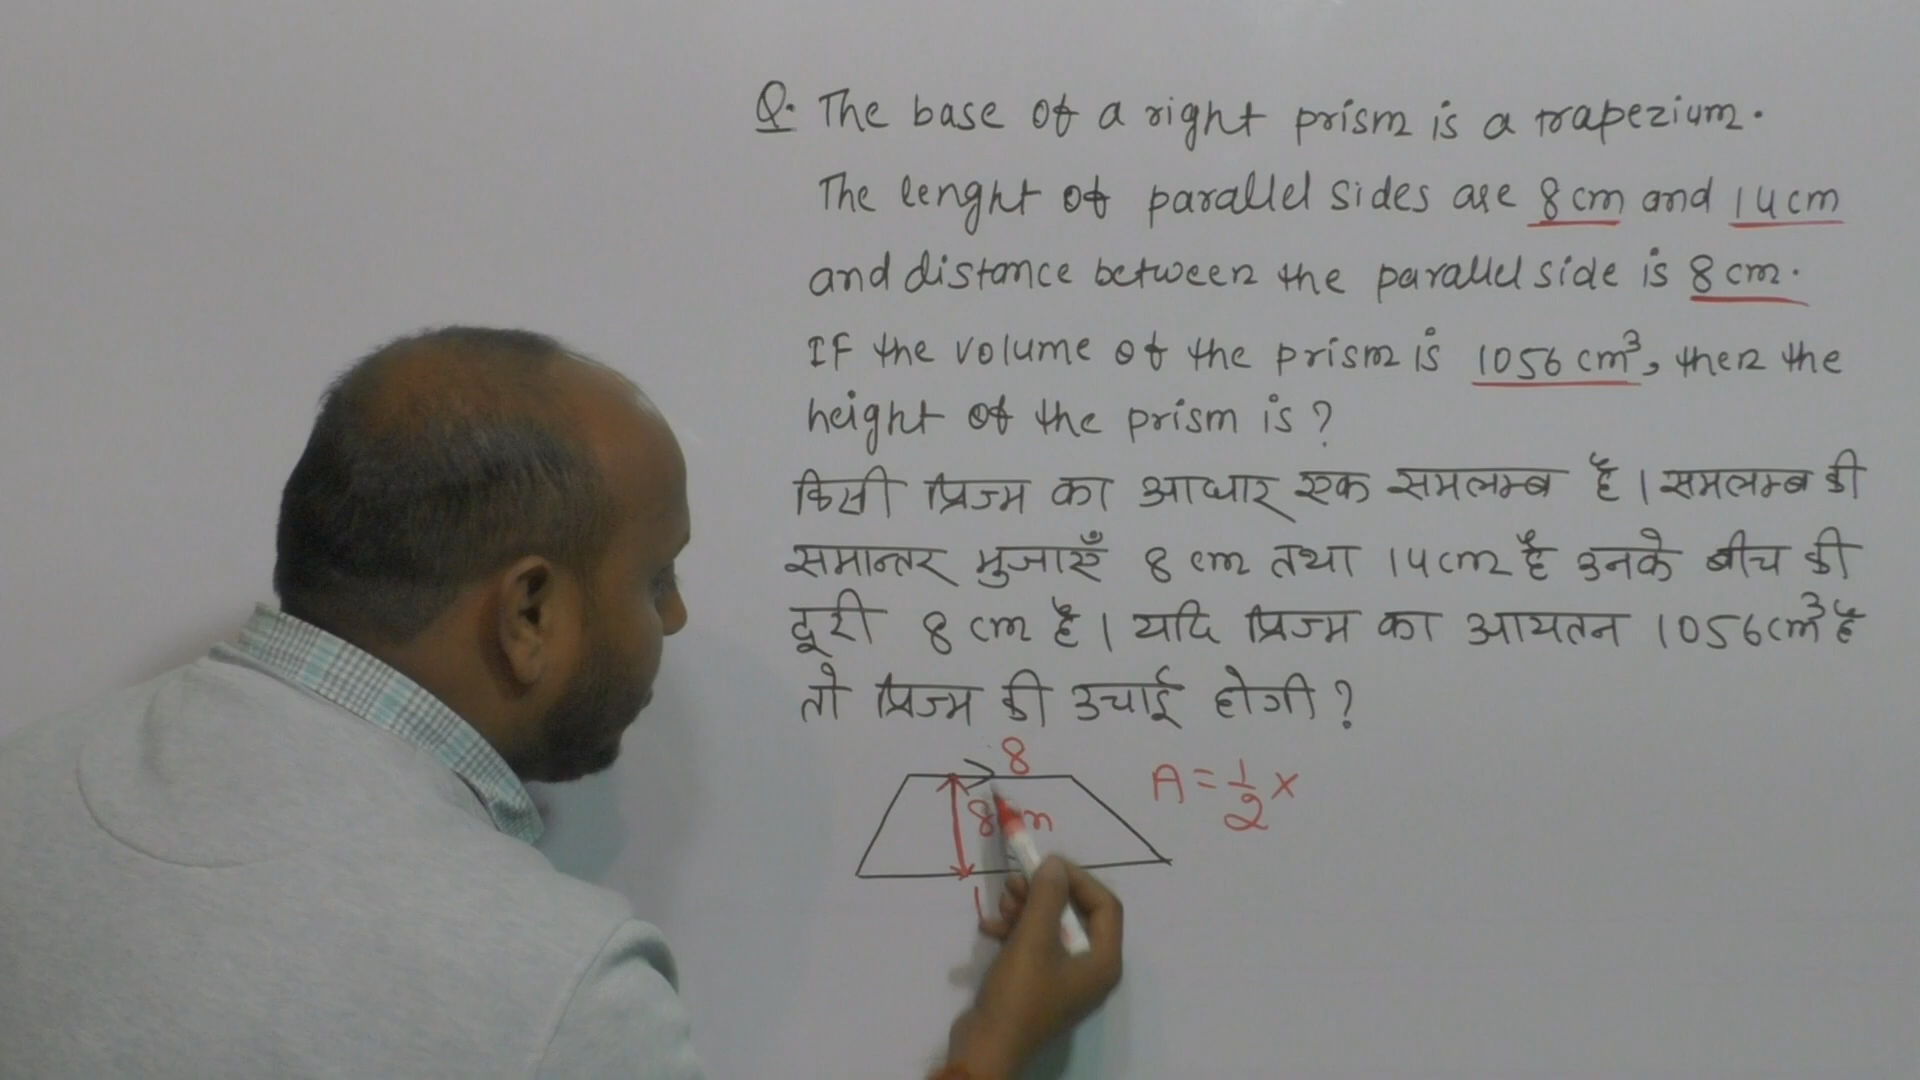 Q. The base of a right prism is a trapezium.
The lenght of parallel sides are 8 cm and 14 cm
and distance between the parallel side is 8 cm.
IF the volume of the prism is 1056 cm³, then the
height of the prism is?
किसी प्रिज्म का आधार एक समलम्ब है। समलम्ब की
समान्तर भुजाएँ 8 cm तथा 14 cm है उनके बीच की
दूरी 8 cm है। यदि प्रिज्म का आयतन 1056 cm³ है
तो प्रिज्म की उचाई होगी?
8
A = 1/2 ×